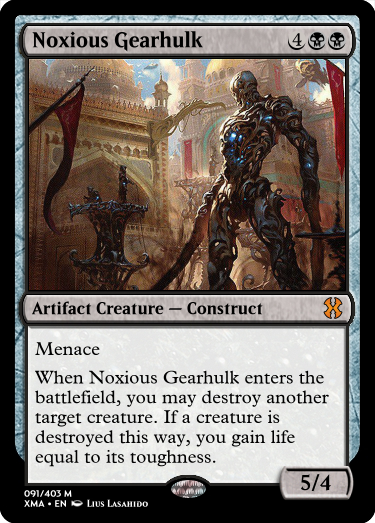 Noxious Gearhulk 4
Artifact Creature — Construct
Menace
When Noxious Gearhulk enters the
battlefield, you may destroy another
target creature. If a creature is
destroyed this way, you gain life
equal to its toughness.
5/4
091/403 M
XMA • EN Lius Lasahido